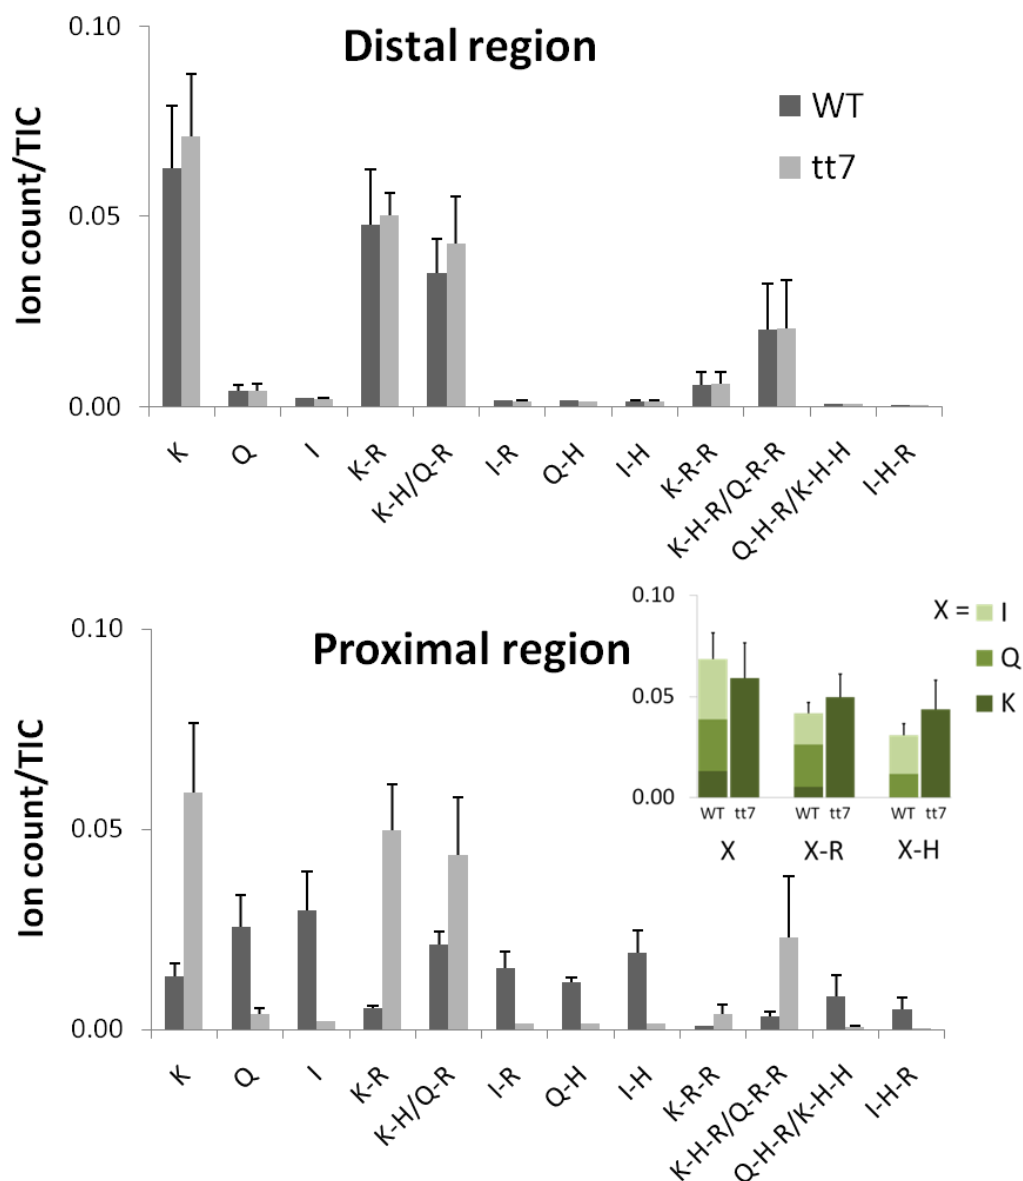 0.10
Distal region
WT
tt7
Ion count/TIC
0.05
0.00
K
Q
I
K-R
K-H/Q-R
I-R
Q-H
I-H
K-R-R
K-H-R/Q-R-R
Q-H-R/K-H-H
I-H-R
0.10
Proximal region
0.10
X = I
Q
K
0.05
0.00
WT tt7 WT tt7 WT tt7
X X-R X-H
Ion count/TIC
0.05
0.00
K
Q
I
K-R
K-H/Q-R
I-R
Q-H
I-H
K-R-R
K-H-R/Q-R-R
Q-H-R/K-H-H
I-H-R